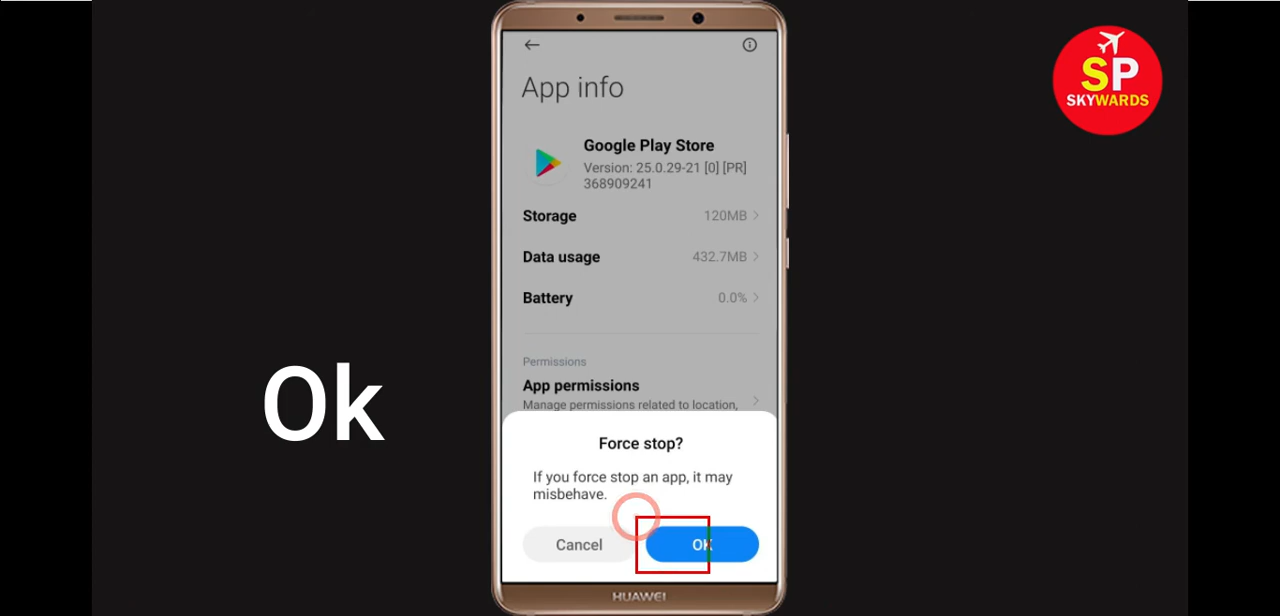 App info
Google Play Store
Version: 25.0.29-21 [0] [PR]
368909241
Storage 120MB
Data usage 432.7MB
Battery 0.0%
Permissions
App permissions
Manage permissions related to location,
Force stop?
If you force stop an app, it may
misbehave.
Cancel OK
HUAWEI
Ok
SP
SKYWARDS